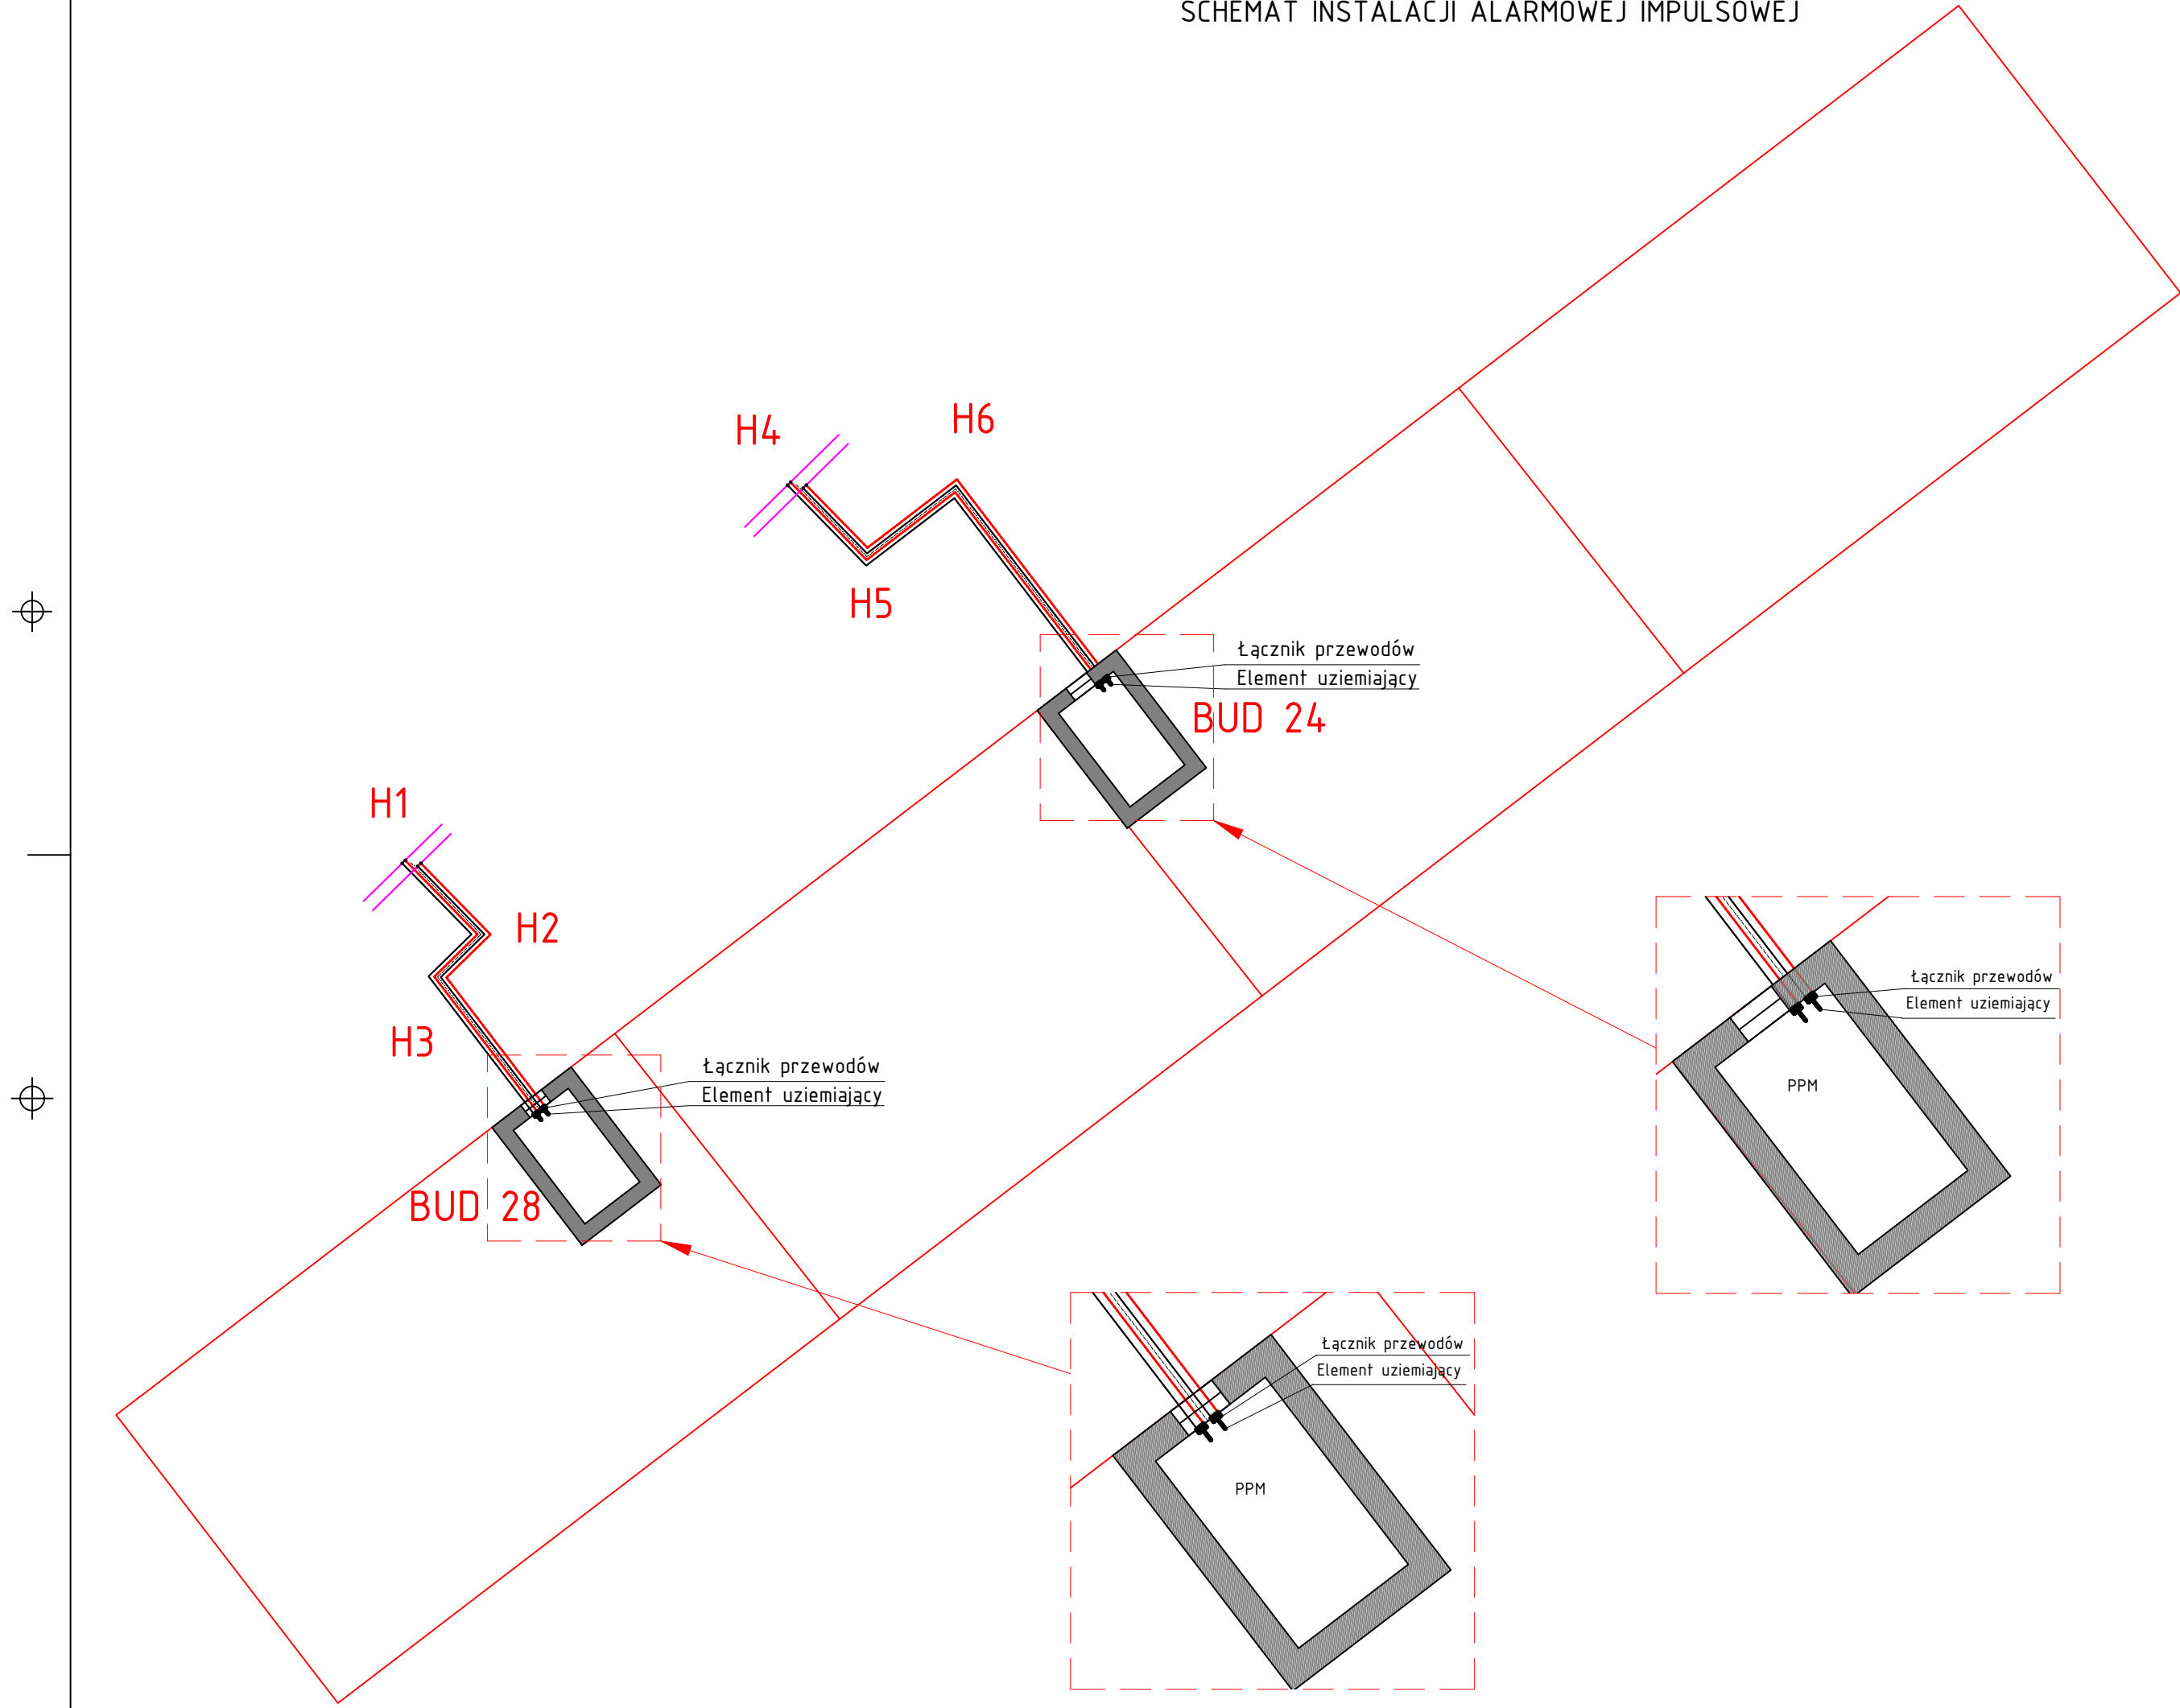 SCHEMAT INSTALACJI ALARMOWEJ IMPULSOWEJ
H4
H6
H5
Łącznik przewodów
Element uziemiający
BUD 24
H1
H2
H3
Łącznik przewodów
Element uziemiający
BUD 28
Łącznik przewodów
Element uziemiający
PPM
Łącznik przewodów
Element uziemiający
PPM